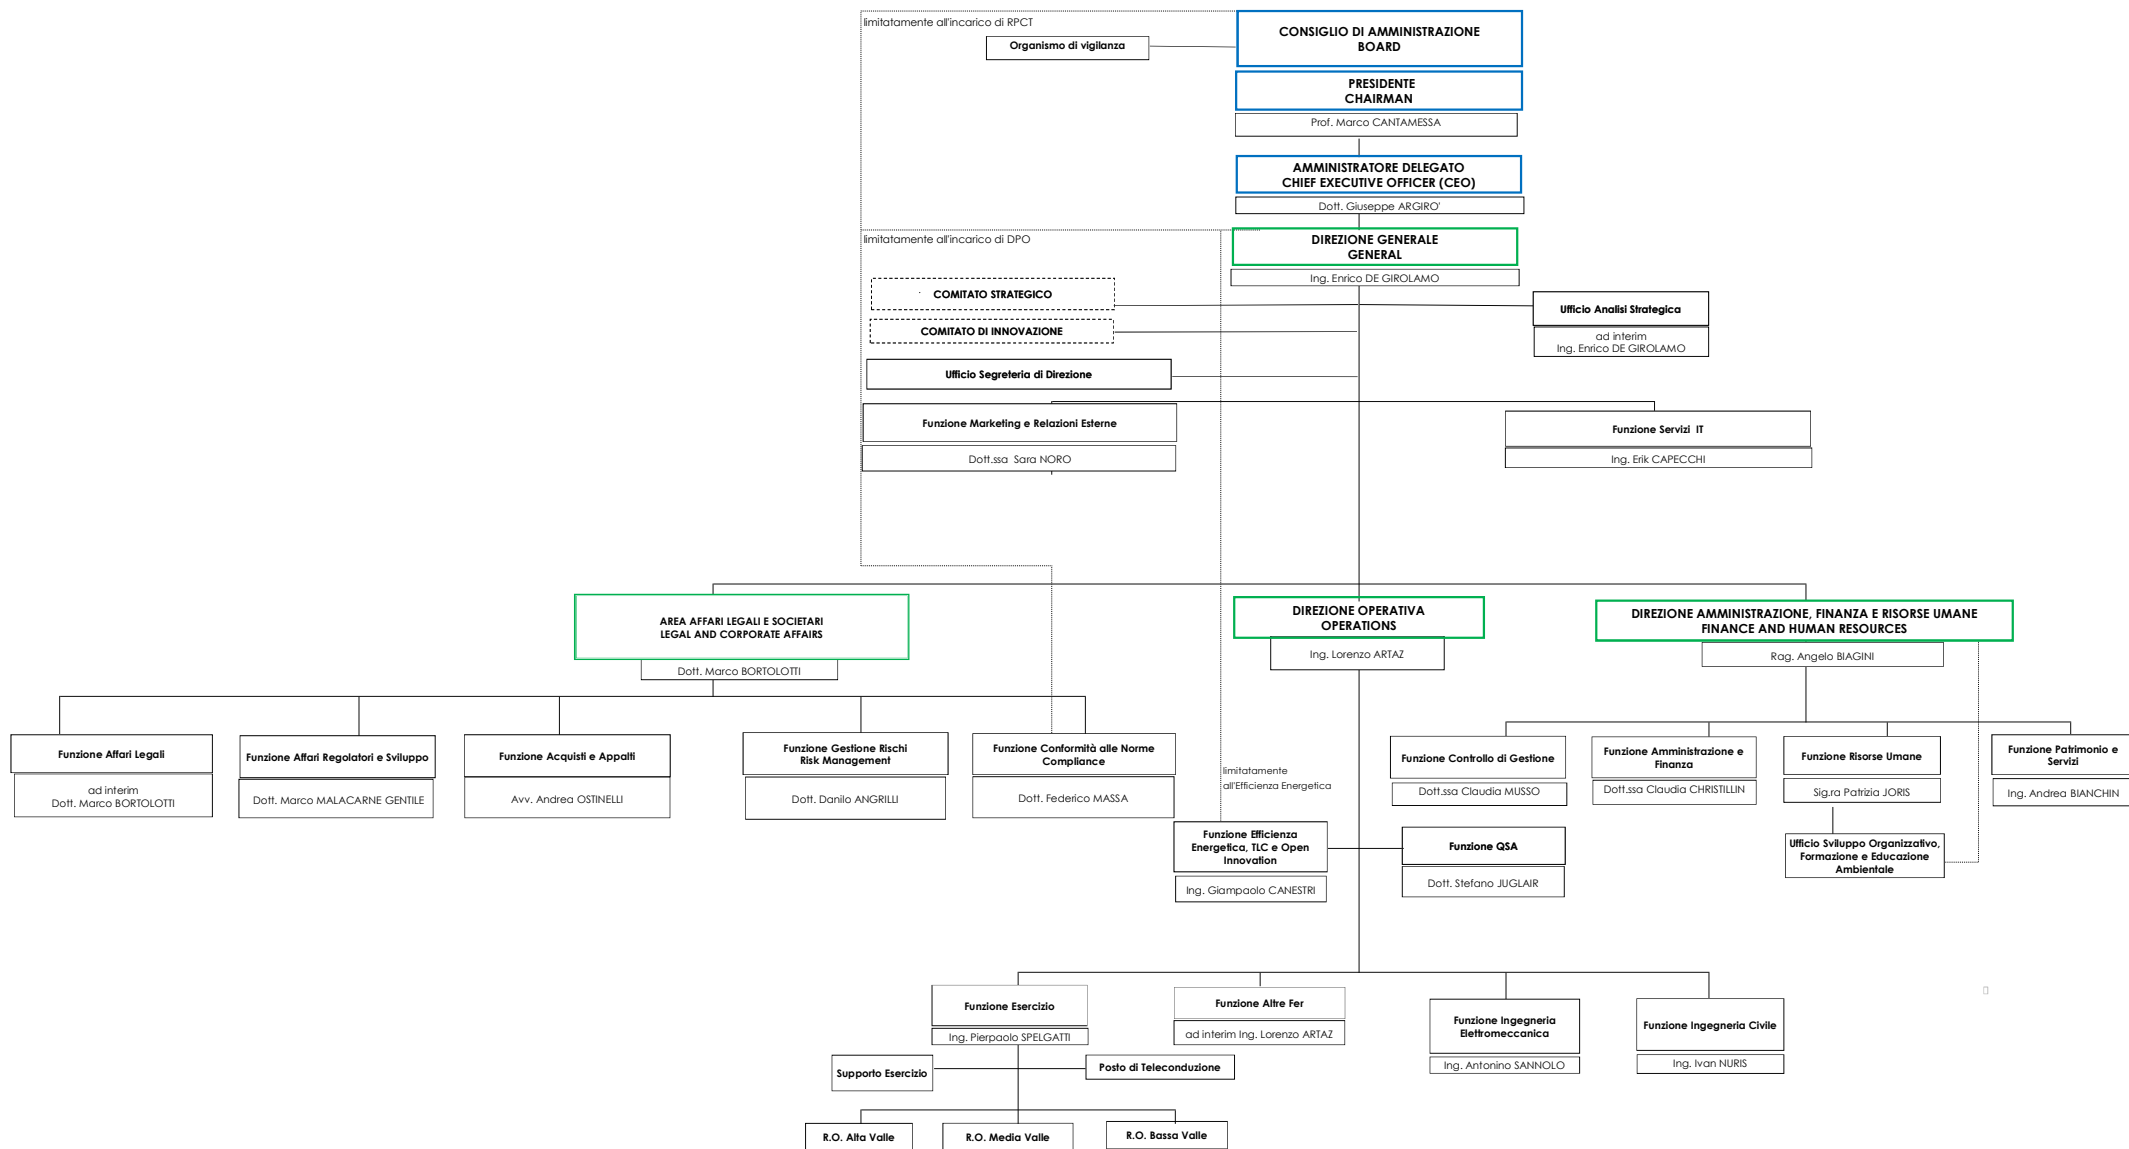 limitatamente all'incarico di RPCT
Organismo di vigilanza
CONSIGLIO DI AMMINISTRAZIONE
BOARD
PRESIDENTE
CHAIRMAN
Prof. Marco CANTAMESSA
AMMINISTRATORE DELEGATO
CHIEF EXECUTIVE OFFICER (CEO)
Dott. Giuseppe ARGIRO'
limitatamente all'incarico di DPO
DIREZIONE GENERALE
GENERAL
Ing. Enrico DE GIROLAMO
COMITATO STRATEGICO
Ufficio Analisi Strategica
ad interim
Ing. Enrico DE GIROLAMO
COMITATO DI INNOVAZIONE
Ufficio Segreteria di Direzione
Funzione Marketing e Relazioni Esterne
Dott.ssa Sara NORO
Funzione Servizi IT
Ing. Erik CAPECCHI
AREA AFFARI LEGALI E SOCIETARI
LEGAL AND CORPORATE AFFAIRS
Dott. Marco BORTOLOTTI
DIREZIONE OPERATIVA
OPERATIONS
Ing. Lorenzo ARTAZ
DIREZIONE AMMINISTRAZIONE, FINANZA E RISORSE UMANE
FINANCE AND HUMAN RESOURCES
Rag. Angelo BIAGINI
Funzione Affari Legali
ad interim
Dott. Marco BORTOLOTTI
Funzione Affari Regolatori e Sviluppo
Dott. Marco MALACARNE GENTILE
Funzione Acquisti e Appalti
Avv. Andrea OSTINELLI
Funzione Gestione Rischi
Risk Management
Dott. Danilo ANGRILLI
Funzione Conformità alle Norme
Compliance
Dott. Federico MASSA
limitatamente
all'Efficienza Energetica
Funzione Controllo di Gestione
Dott.ssa Claudia MUSSO
Funzione Amministrazione e
Finanza
Dott.ssa Claudia CHRISTILLIN
Funzione Risorse Umane
Sig.ra Patrizia JORIS
Funzione Patrimonio e
Servizi
Ing. Andrea BIANCHIN
Funzione Efficienza
Energetica, TLC e Open
Innovation
Ing. Giampaolo CANESTRI
Funzione QSA
Dott. Stefano JUGLAIR
Ufficio Sviluppo Organizzativo,
Formazione e Educazione
Ambientale
Funzione Esercizio
Ing. Pierpaolo SPELGATTI
Funzione Altre Fer
ad interim Ing. Lorenzo ARTAZ
Funzione Ingegneria
Elettromeccanica
Ing. Antonino SANNOLO
Funzione Ingegneria Civile
Ing. Ivan NURIS
Supporto Esercizio
Posto di Teleconduzione
R.O. Alta Valle
R.O. Media Valle
R.O. Bassa Valle